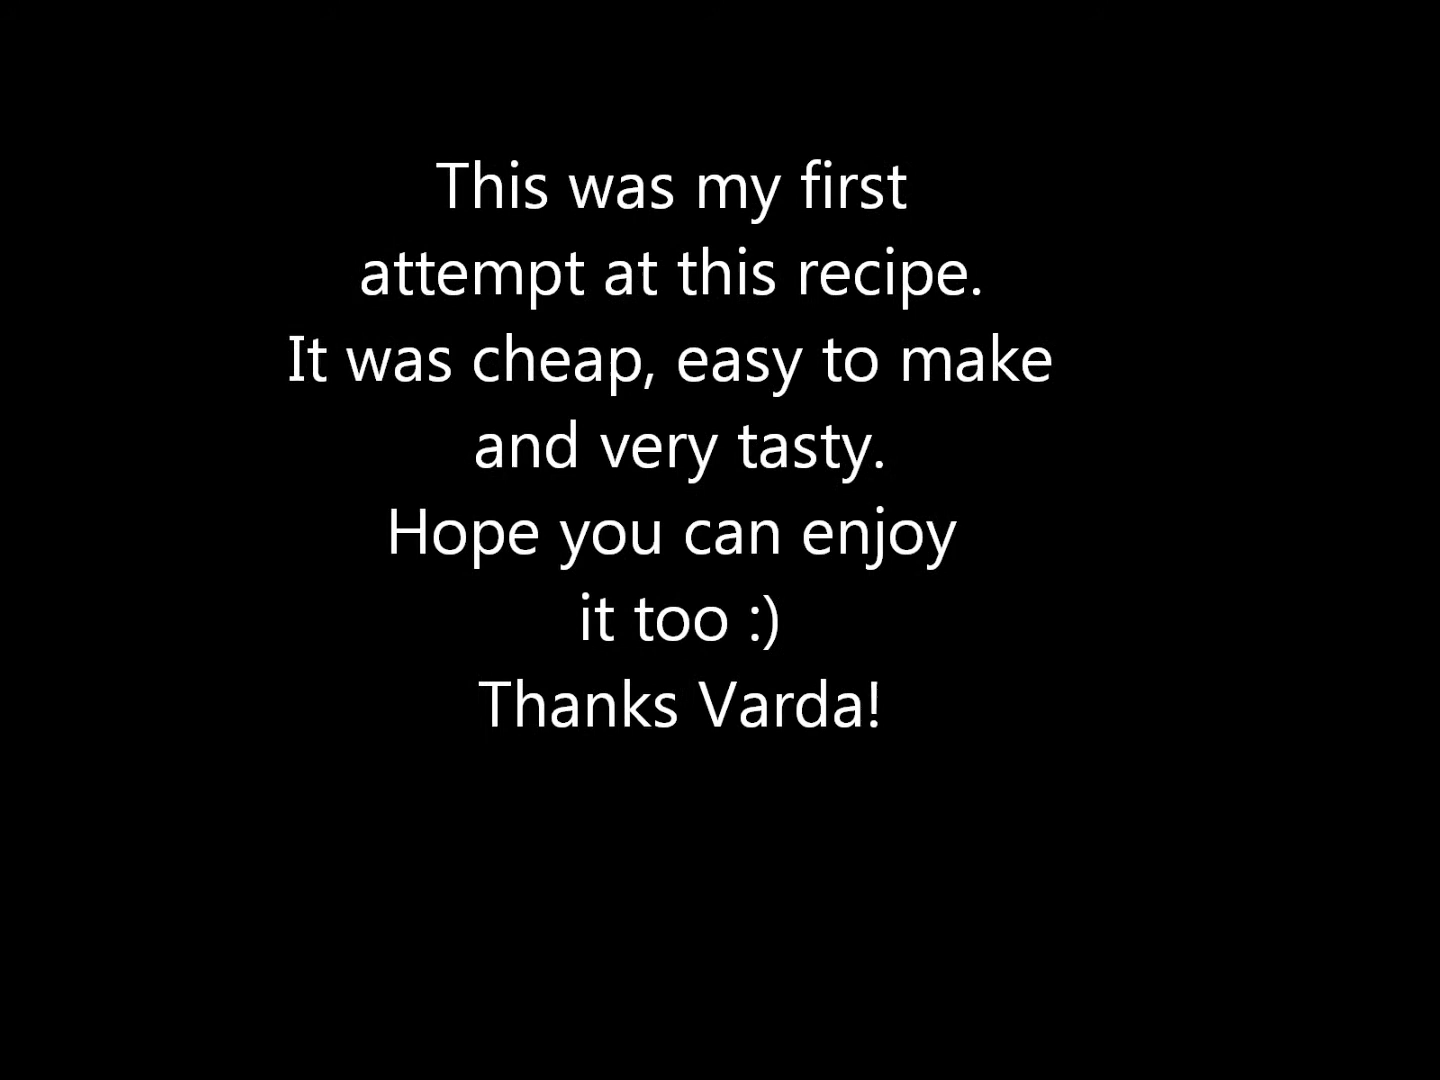 This was my first
attempt at this recipe.
It was cheap, easy to make
and very tasty.
Hope you can enjoy
it too :)
Thanks Varda!